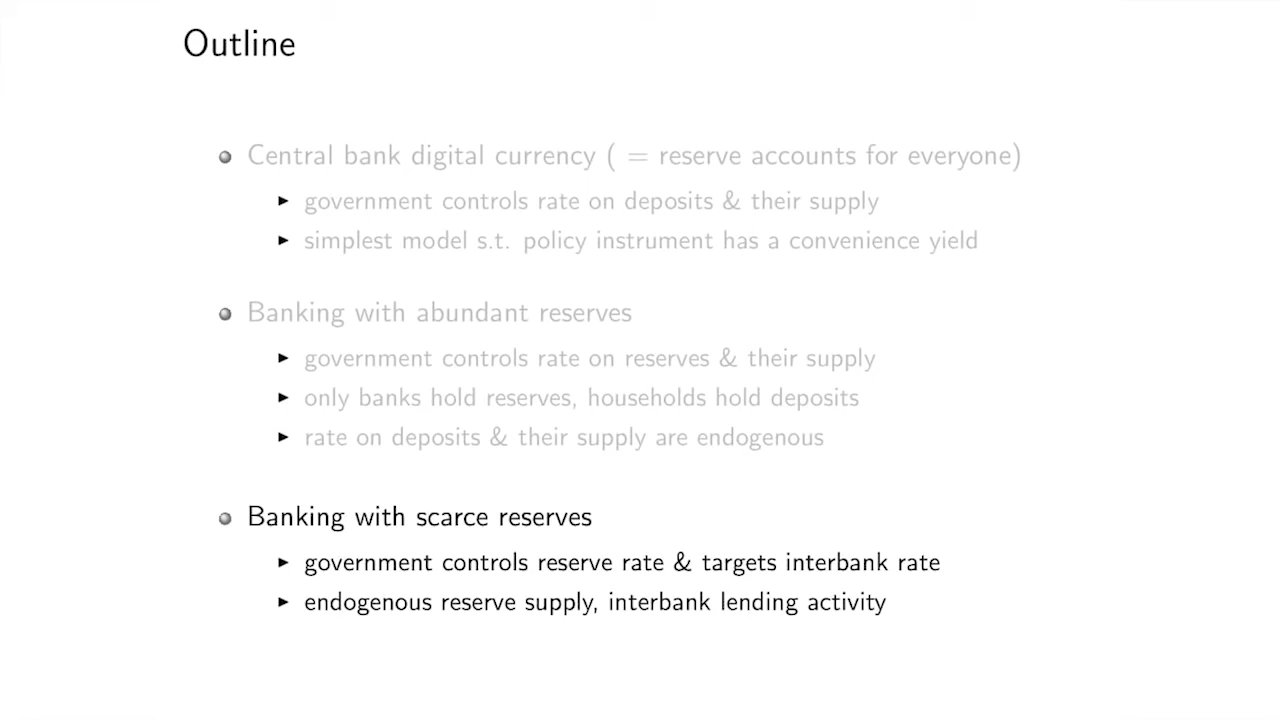 Outline
Central bank digital currency ( = reserve accounts for everyone)
government controls rate on deposits & their supply
simplest model s.t. policy instrument has a convenience yield
Banking with abundant reserves
government controls rate on reserves & their supply
only banks hold reserves, households hold deposits
rate on deposits & their supply are endogenous
Banking with scarce reserves
government controls reserve rate & targets interbank rate
endogenous reserve supply, interbank lending activity